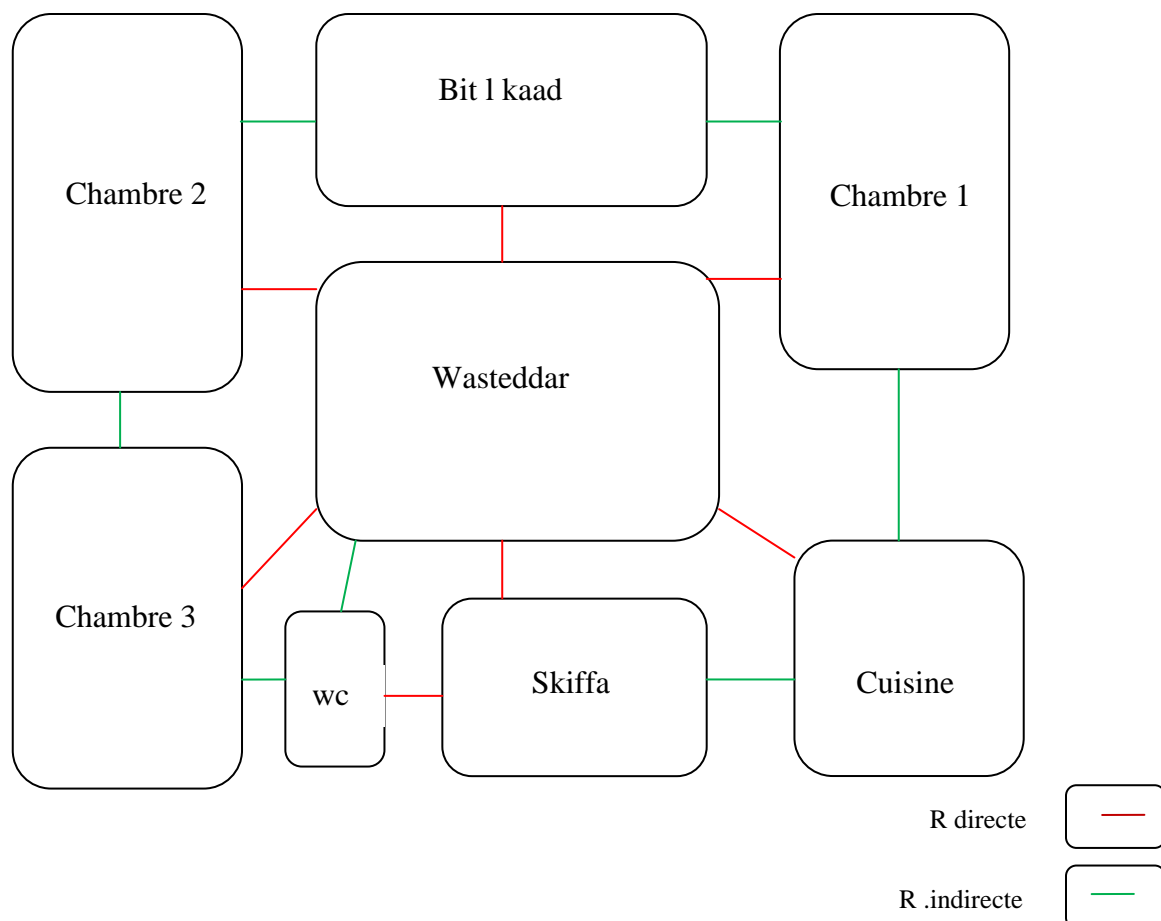 Bit l kaad
Chambre 2
Chambre 1
Wasteddar
Chambre 3
wc
Skiffa
Cuisine
R directe
R .indirecte